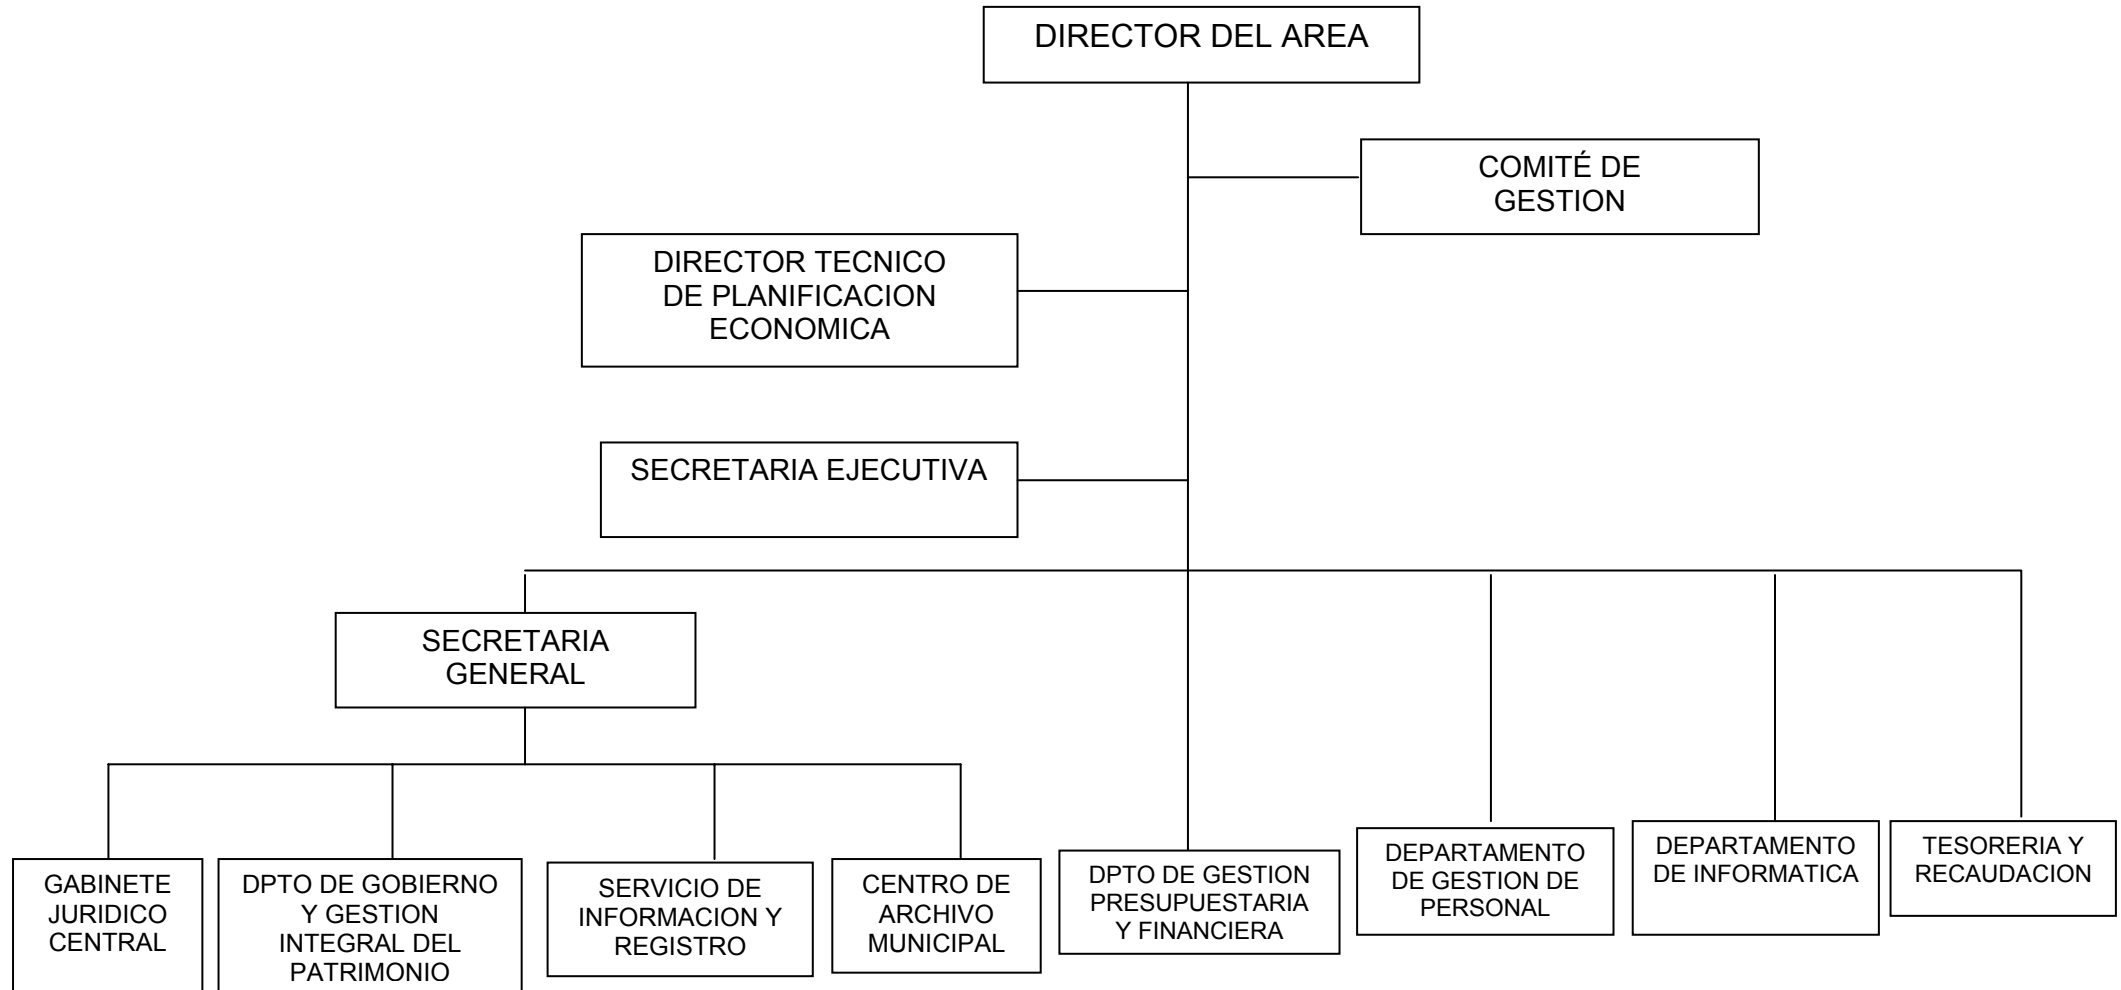 DIRECTOR DEL AREA
COMITÉ DE
GESTION
DIRECTOR TECNICO
DE PLANIFICACION
ECONOMICA
SECRETARIA EJECUTIVA
SECRETARIA
GENERAL
GABINETE
JURIDICO
CENTRAL
DPTO DE GOBIERNO
Y GESTION
INTEGRAL DEL
PATRIMONIO
SERVICIO DE
INFORMACION Y
REGISTRO
CENTRO DE
ARCHIVO
MUNICIPAL
DPTO DE GESTION
PRESUPUESTARIA
Y FINANCIERA
DEPARTAMENTO
DE GESTION DE
PERSONAL
DEPARTAMENTO
DE INFORMATICA
TESORERIA Y
RECAUDACION